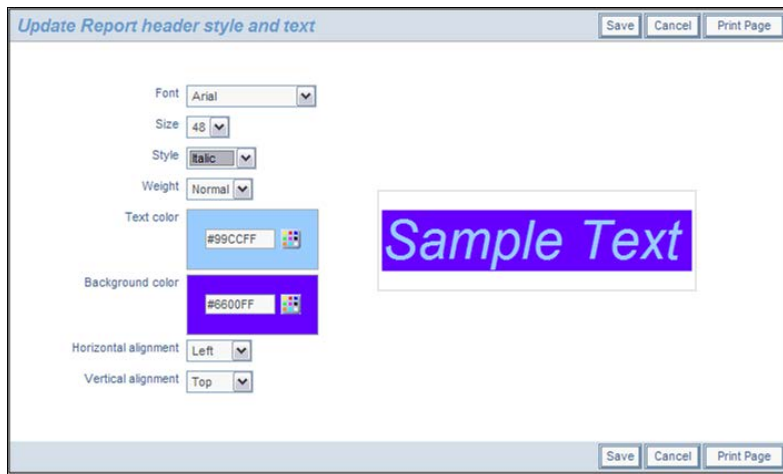 Update Report header style and text
Save Cancel Print Page
Font Arial
Size 48
Style Italic
Weight Normal
Text color
#99CCFF
Background color
#6600FF
Sample Text
Horizontal alignment Left
Vertical alignment Top
Save Cancel Print Page